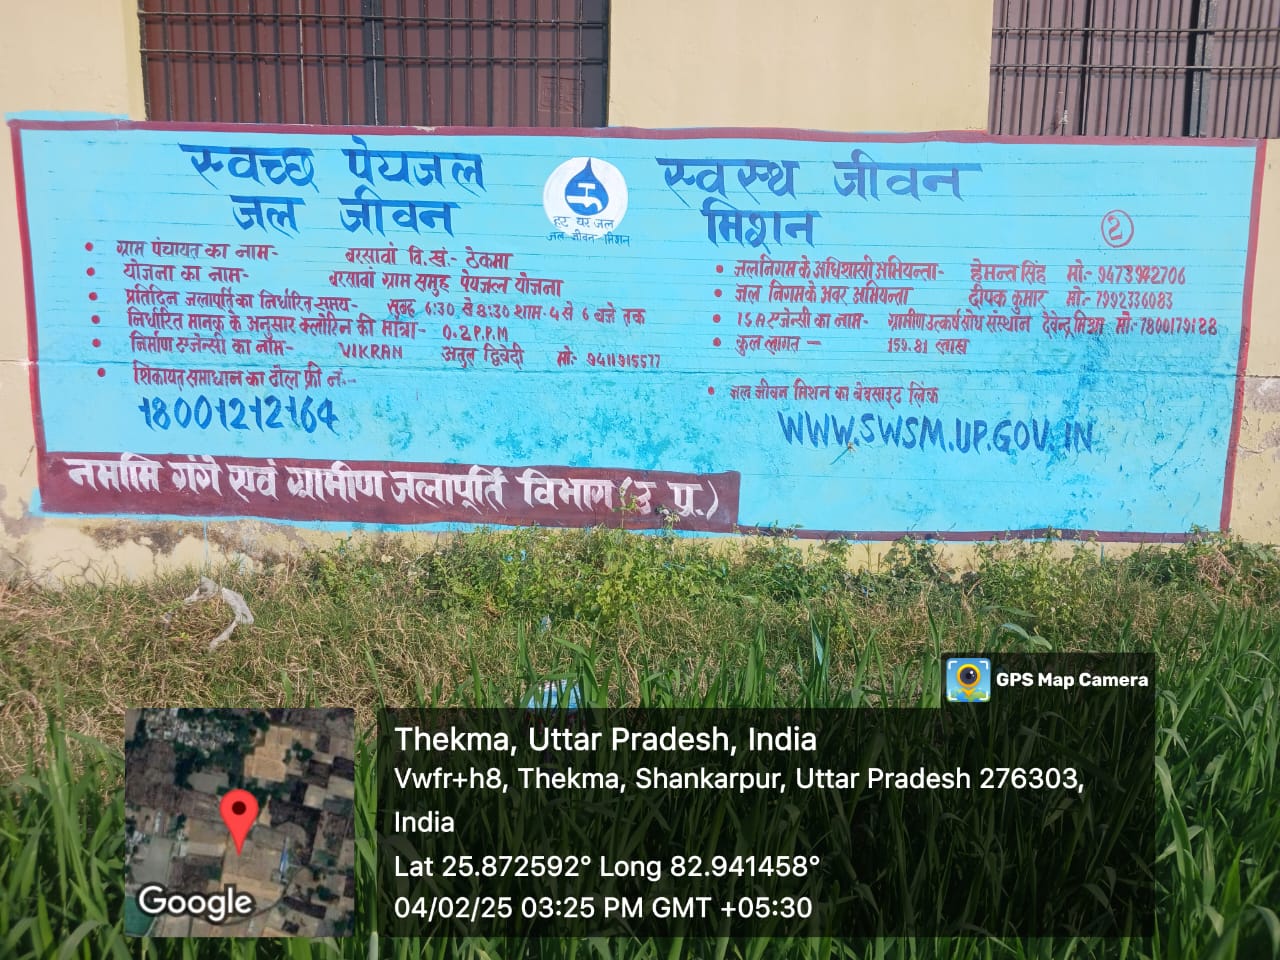 स्वच्छ पेयजल
जल जीवन
हर घर जल
जल-जीवन-मिशन
स्वस्थ जीवन
मिशन
2
• ग्राम पंचायत का नाम- बरसावां वि.खं:- ठेकमा
• योजना का नाम- बरसावां ग्राम समुह पेयजल योजना
• प्रतिदिन जलापूर्ति का निर्धारित समय- सुबह 6:30 से 8:30 शाम-4 से 6 बजे तक
• निर्धारित मानक के अनुसार क्लोरिन की मात्रा- 0.2 P.P.M
• निर्माण एजेन्सी का नाम- VIKRAN अतुल द्विवेदी मो:- 9411915577
• शिकायत समाधान का टोल फ्री नं:-
18001212164
• जलनिगम के अधिशासी अभियन्ता- हेमन्त सिंह मो:- 9473942706
• जल निगम के अवर अभियन्ता दीपक कुमार मो:- 7992336083
• ISA एजेन्सी का नाम- ग्रामीण उत्कर्ष सोध संस्थान देवेन्द्र मिश्रा मो:- 7800179128
• कुल लागत - 159.81 लाख
• जल जीवन मिशन का वेबसाइट लिंक
WWW.SWSM.UP.GOV.IN
नमामि गंगे एवं ग्रामीण जलापूर्ति विभाग (उ प्र.)
GPS Map Camera
Thekma, Uttar Pradesh, India
Vwfr+h8, Thekma, Shankarpur, Uttar Pradesh 276303,
India
Lat 25.872592° Long 82.941458°
04/02/25 03:25 PM GMT +05:30
Google